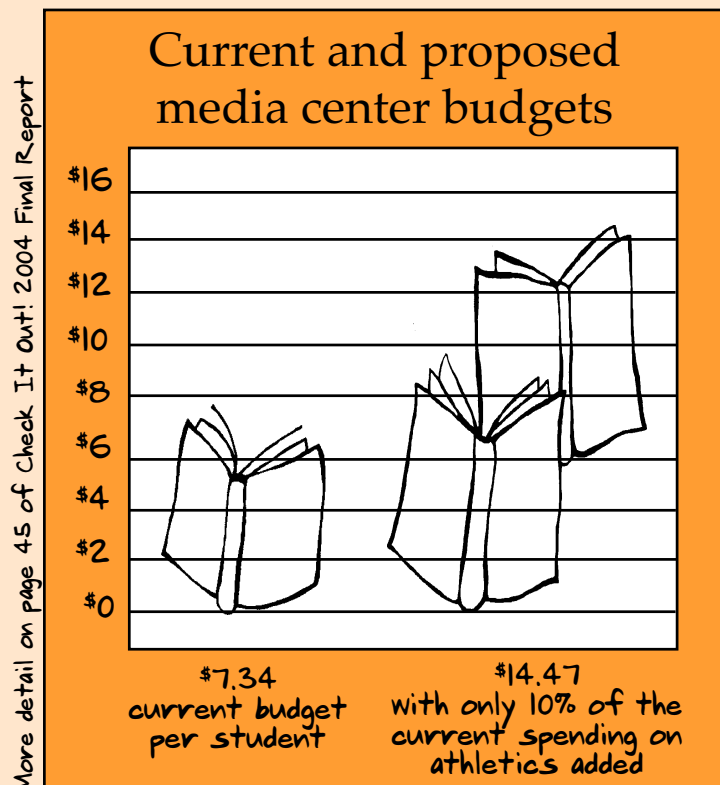 Current and proposed
media center budgets
$16
$14
$12
$10
$8
$6
$4
$2
$0
$7.34
current budget
per student
$14.47
with only 10% of the
current spending on
athletics added
More detail on page 45 of Check It Out! 2004 Final Report